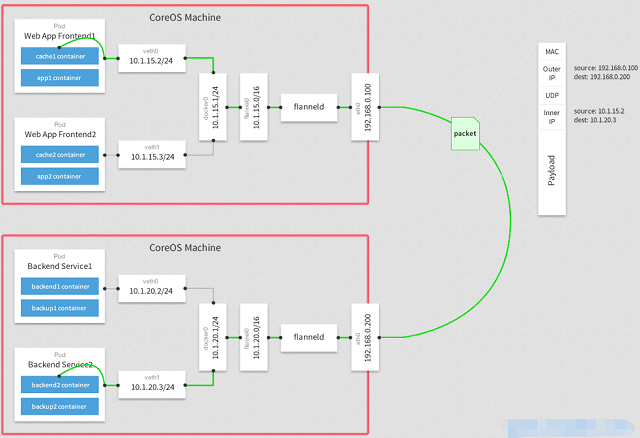 CoreOS Machine
Pod
Web App Frontend1
cache1 container
app1 container
veth0
10.1.15.2/24
docker0
10.1.15.1/24
flannel0
10.1.15.0/16
flanneld
eth0
192.168.0.100
Pod
Web App Frontend2
cache2 container
app2 container
veth1
10.1.15.3/24
packet
MAC
Outer
IP
source: 192.168.0.100
dest: 192.168.0.200
UDP
Inner
IP
source: 10.1.15.2
dest: 10.1.20.3
Payload
CoreOS Machine
Pod
Backend Service1
backend1 container
backup1 container
veth0
10.1.20.2/24
docker0
10.1.20.1/24
flannel0
10.1.20.0/16
flanneld
eth0
192.168.0.200
Pod
Backend Service2
backend2 container
backup2 container
veth1
10.1.20.3/24